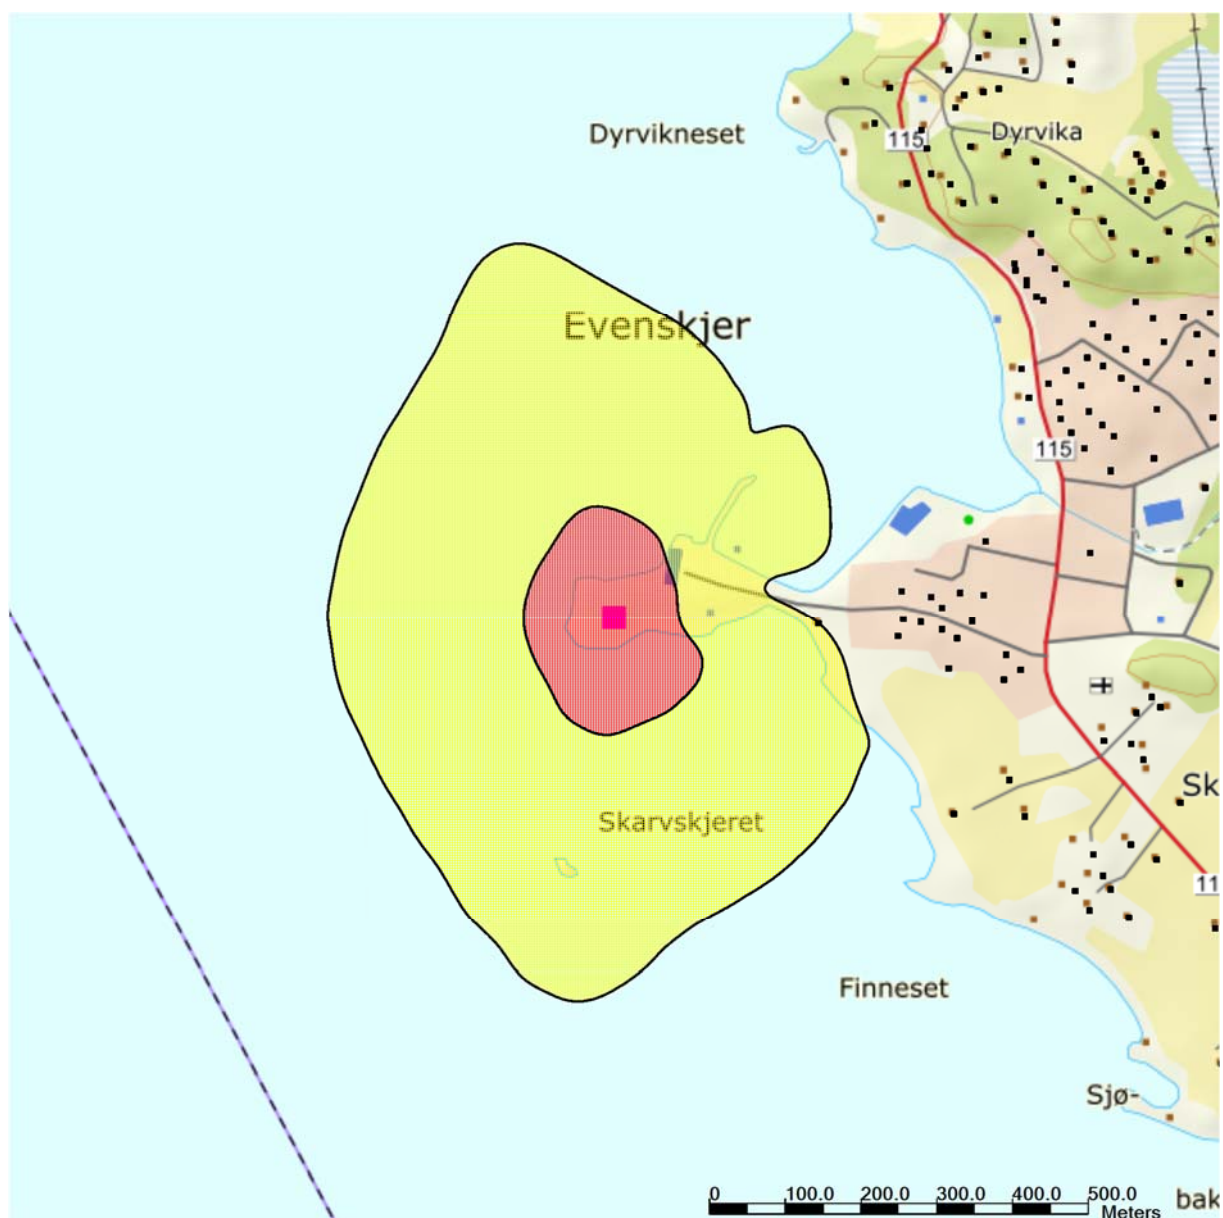 Dyrvikneset
115
Dyrvika
Evenskjer
115
Sk
Skarvskjeret
11
Finneset
Sjø-
0 100.0 200.0 300.0 400.0 500.0
Meters
bak